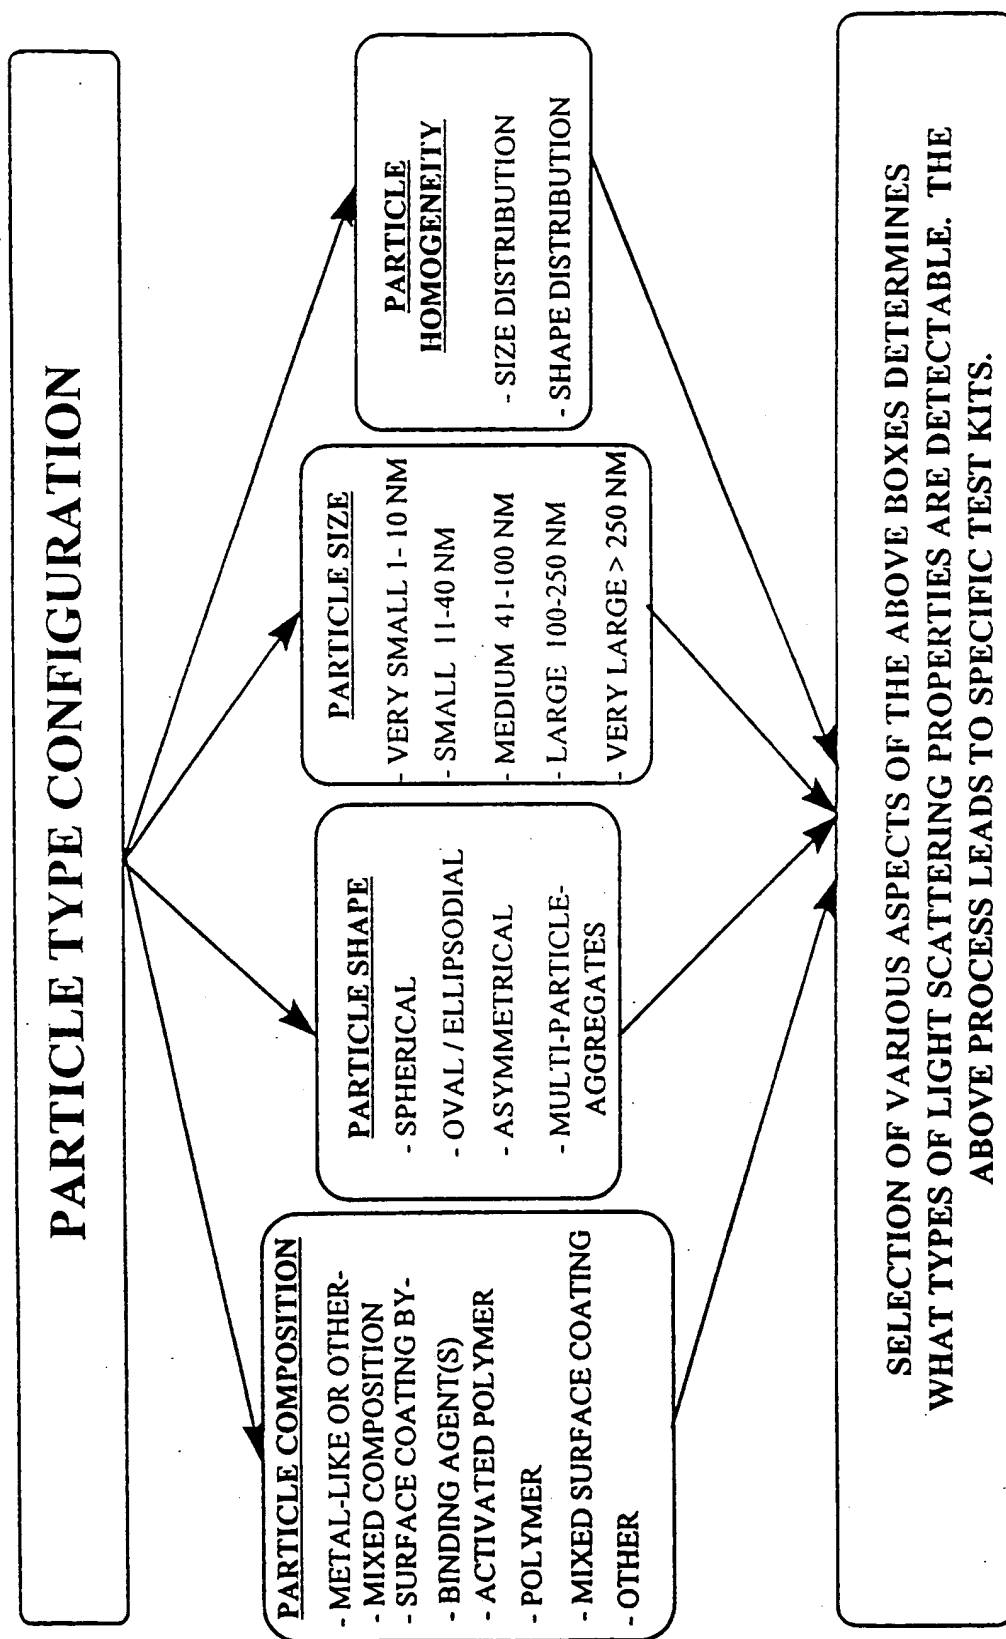 PARTICLE TYPE CONFIGURATION
PARTICLE COMPOSITION
- METAL-LIKE OR OTHER-
- MIXED COMPOSITION
- SURFACE COATING BY-
- BINDING AGENT(S)
- ACTIVATED POLYMER
- POLYMER
- MIXED SURFACE COATING
- OTHER
PARTICLE SHAPE
- SPHERICAL
- OVAL / ELLIPSODIAL
- ASYMMETRICAL
- MULTI-PARTICLE-
AGGREGATES
PARTICLE SIZE
- VERY SMALL 1- 10 NM
- SMALL 11-40 NM
- MEDIUM 41-100 NM
- LARGE 100-250 NM
- VERY LARGE > 250 NM
PARTICLE
HOMOGENEITY
- SIZE DISTRIBUTION
- SHAPE DISTRIBUTION
SELECTION OF VARIOUS ASPECTS OF THE ABOVE BOXES DETERMINES
WHAT TYPES OF LIGHT SCATTERING PROPERTIES ARE DETECTABLE. THE
ABOVE PROCESS LEADS TO SPECIFIC TEST KITS.